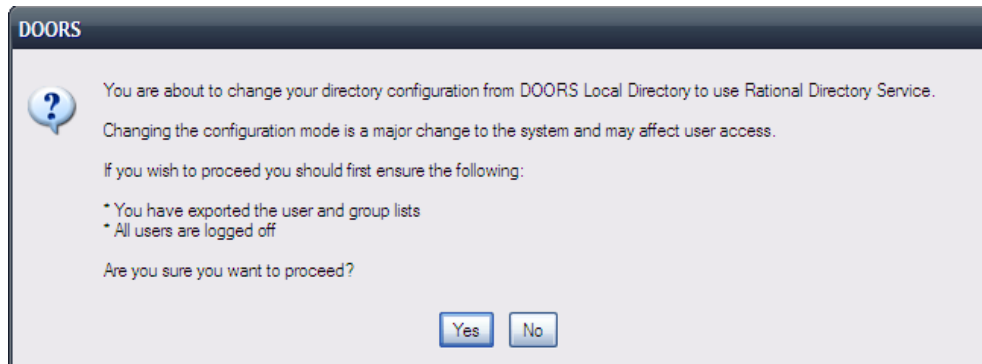 DOORS
You are about to change your directory configuration from DOORS Local Directory to use Rational Directory Service.
Changing the configuration mode is a major change to the system and may affect user access.
If you wish to proceed you should first ensure the following:
* You have exported the user and group lists
* All users are logged off
Are you sure you want to proceed?
Yes No